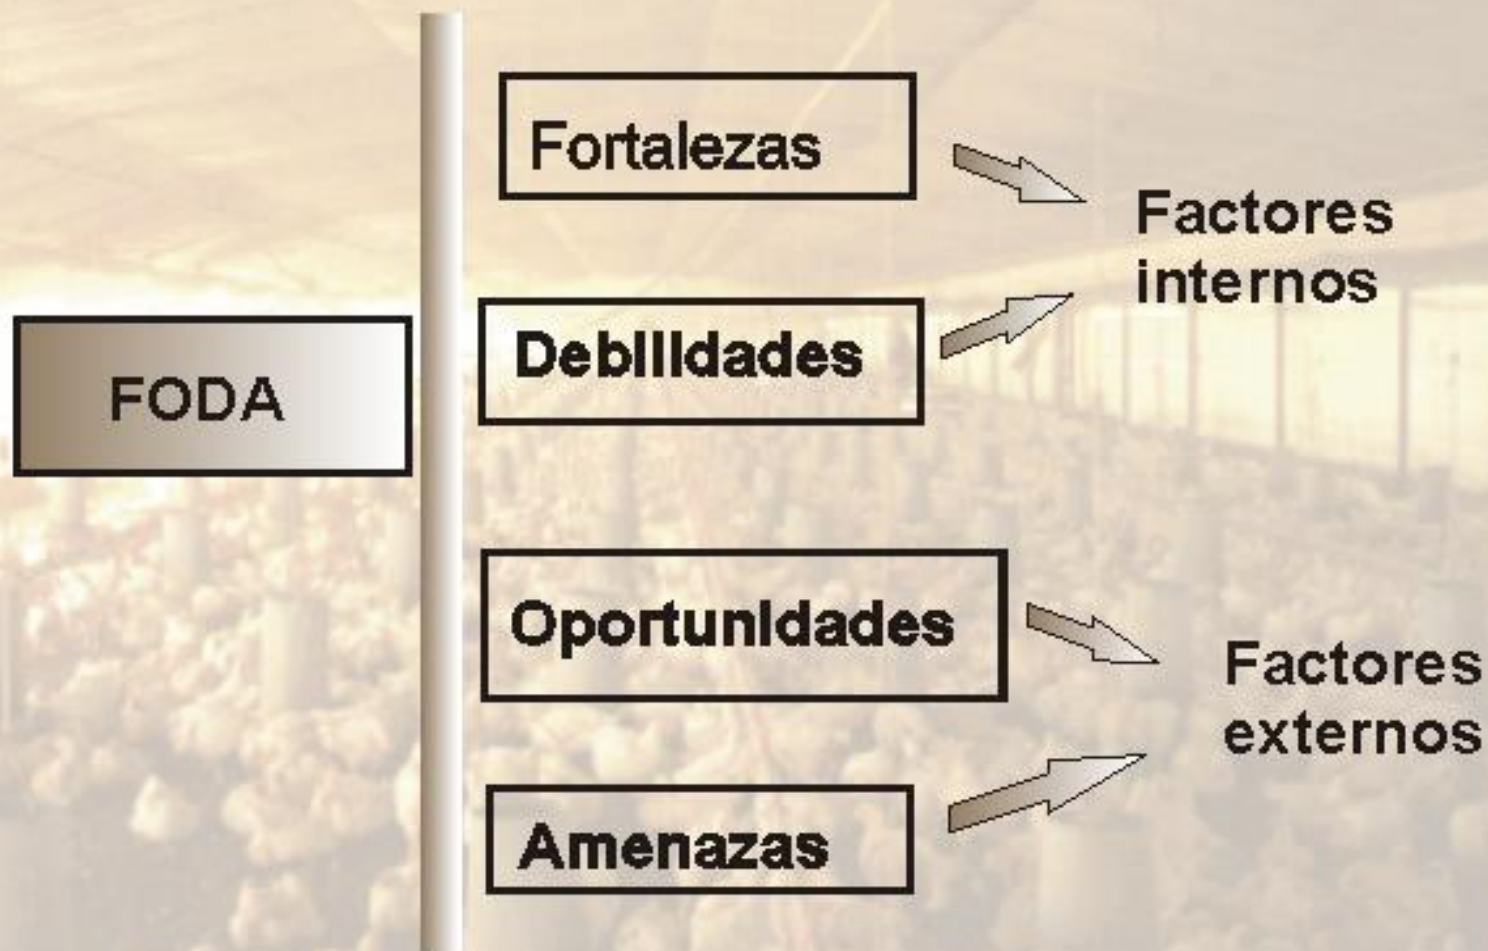 Fortalezas
Factores
internos
Debilidades
FODA
Oportunidades
Factores
externos
Amenazas